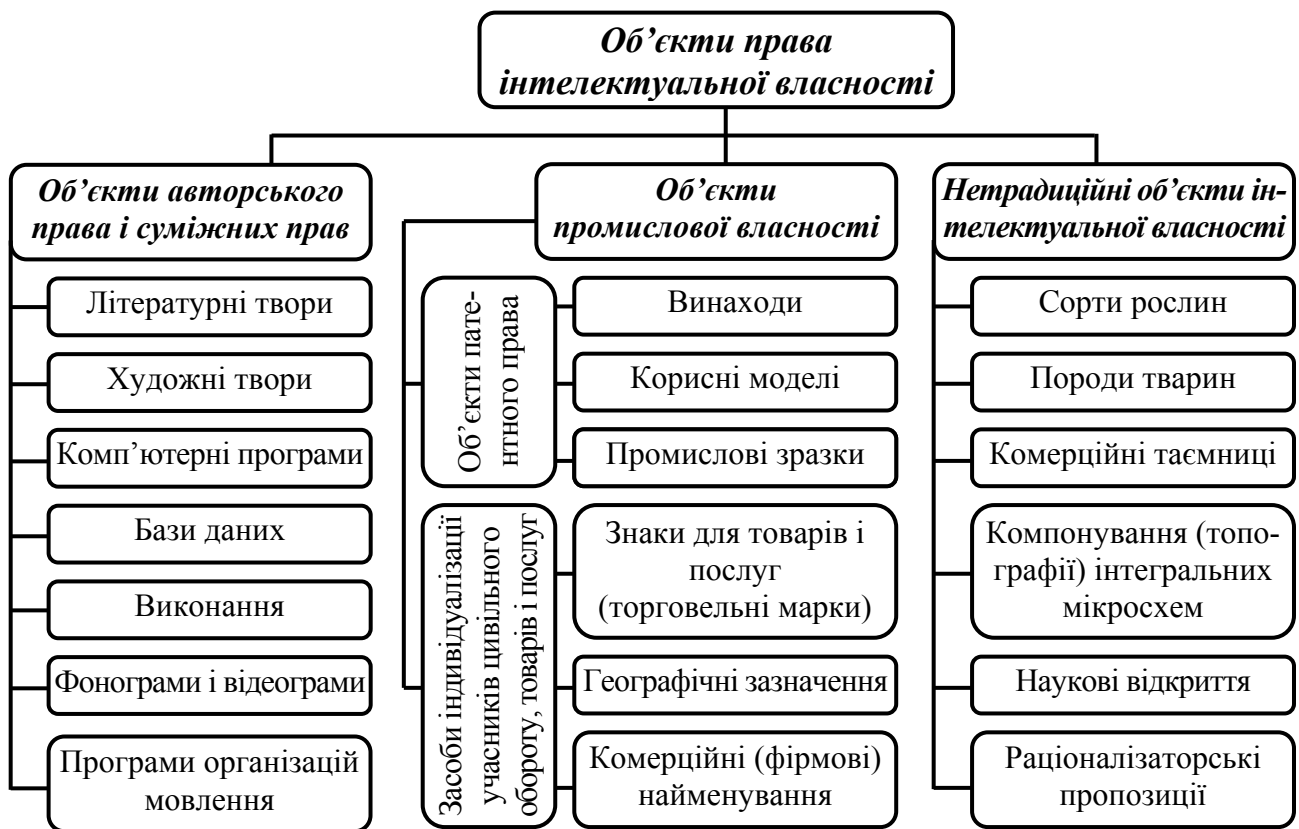 Об’єкти права
інтелектуальної власності
Об’єкти авторського
права і суміжних прав
Літературні твори
Художні твори
Комп’ютерні програми
Бази даних
Виконання
Фонограми і відеограми
Програми організацій
мовлення
Об’єкти
промислової власності
Об’єкти пате-
нтного права
Винаходи
Корисні моделі
Промислові зразки
Засоби індивідуалізації
учасників цивільного
обороту, товарів і послуг
Знаки для товарів і
послуг
(торговельні марки)
Географічні зазначення
Комерційні (фірмові)
найменування
Нетрадиційні об’єкти ін-
телектуальної власності
Сорти рослин
Породи тварин
Комерційні таємниці
Компонування (топо-
графії) інтегральних
мікросхем
Наукові відкриття
Раціоналізаторські
пропозиції